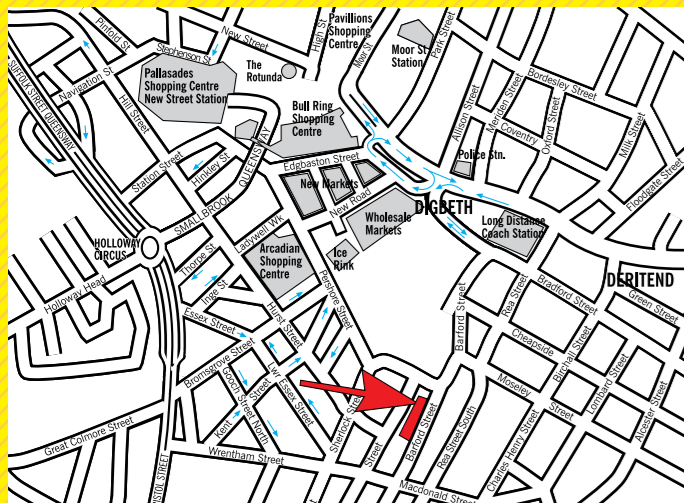 Pinfold St
Stephenson St
New Street
High St
Pavillions
Shopping
Centre
Moor St
Moor St
Station
Park Street
Navigation St
Pallasades
Shopping Centre
New Street Station
The
Rotunda
Bull Ring
Shopping
Centre
Bordesley Street
Allison Street
Meriden Street
Coventry
Oxford Street
Milk Street
Floodgate Street
SUFFOLK STREET QUEENSWAY
Hill Street
Station Street
Hinkley St
SMALLBROOK
QUEENSWAY
Edgbaston Street
New Markets
New Road
Police Stn.
DIGBETH
Wholesale
Markets
Long Distance
Coach Station
HOLLOWAY
CIRCUS
Holloway Head
Thorpe St
Inge St
Ladywell Wk
Arcadian
Shopping
Centre
Ice
Rink
Pershore Street
Hurst Street
Essex Street
Bromsgrove Street
Lwr Essex Street
Kent
Street
Gooch Street North
Great Colmore Street
Wrentham Street
BRISTOL STREET
Sherlock Street
Street
Barford Street
Barford Street
Rea Street
Rea Street South
Bradford Street
DERITEND
Green Street
Cheapside
Birchall Street
Moseley
Street
Lombard Street
Alcester Street
Charles Henry Street
Macdonald Street